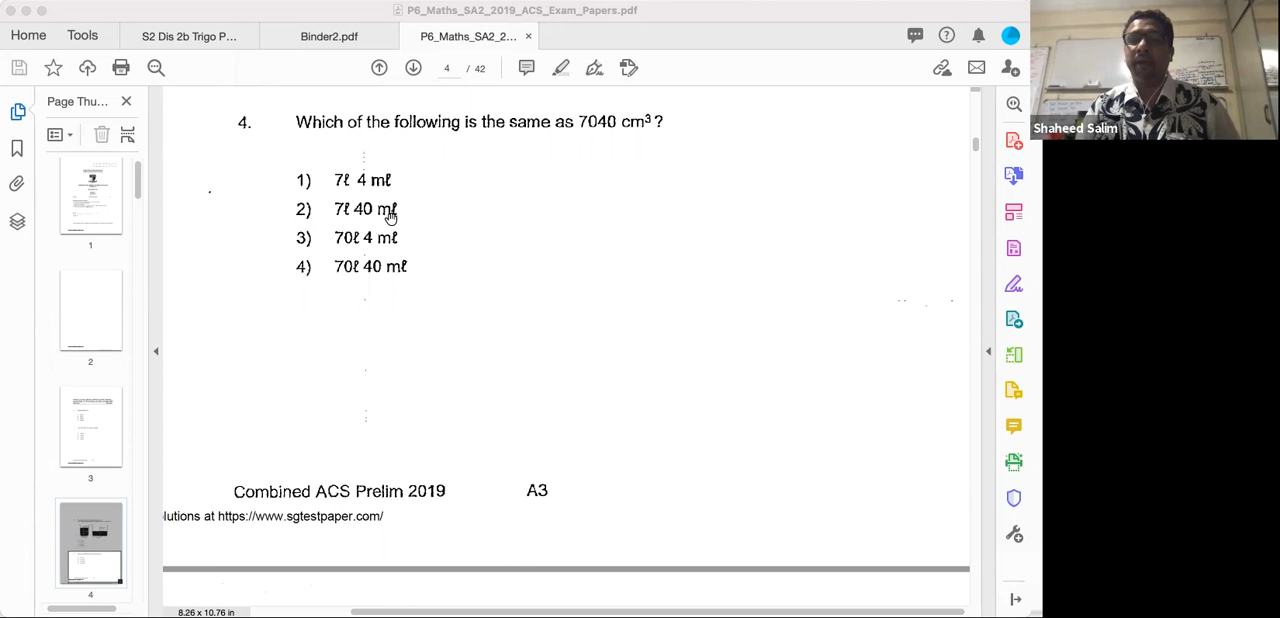 P6_Maths_SA2_2019_ACS_Exam_Papers.pdf
Home
Tools
S2 Dis 2b Trigo P...
Binder2.pdf
P6_Maths_SA2_2... ×
4 / 42
Page Thu...
1
2
3
4
4. Which of the following is the same as 7040 cm³ ?
1) 7ℓ 4 mℓ
2) 7ℓ 40 mℓ
3) 70ℓ 4 mℓ
4) 70ℓ 40 mℓ
Combined ACS Prelim 2019 A3
lutions at https://www.sgtestpaper.com/
8.26 x 10.76 in
Shaheed Salim